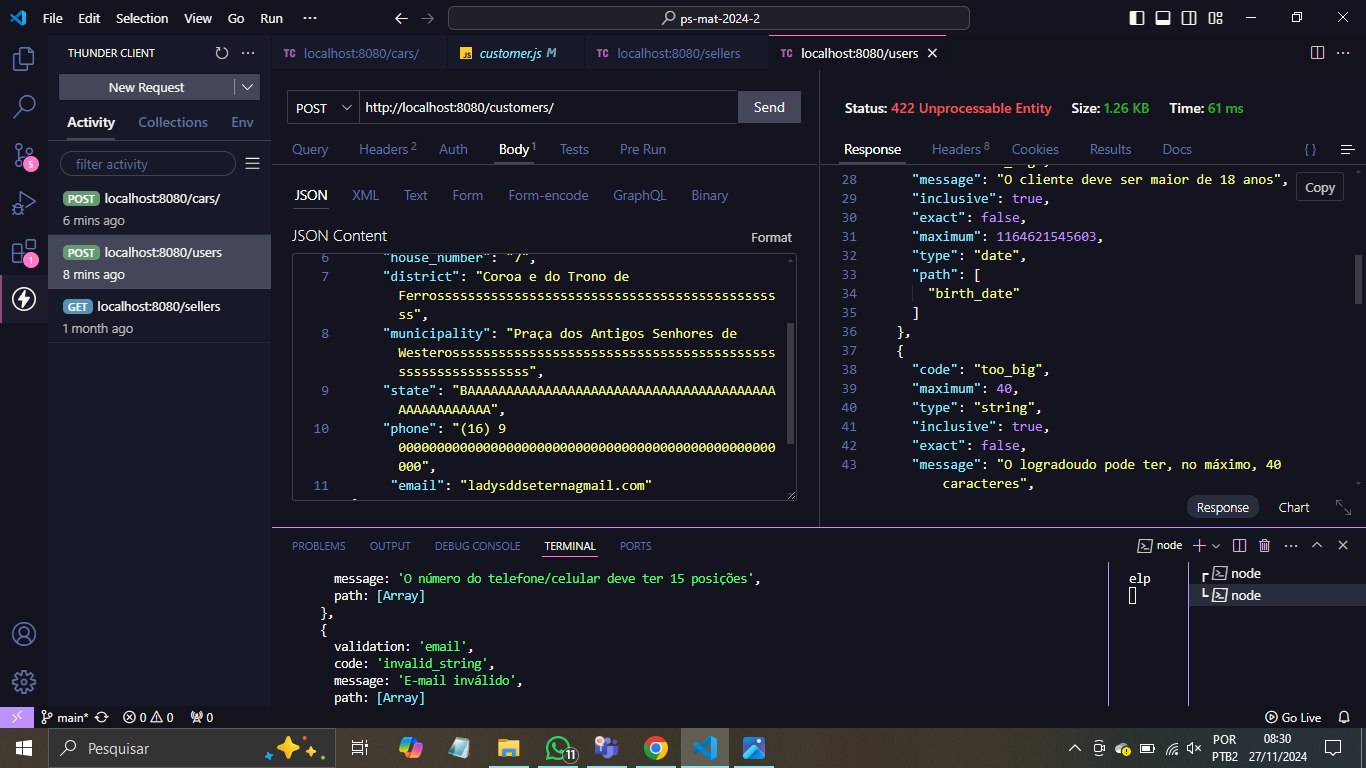 File Edit Selection View Go Run ··· ps-mat-2024-2
THUNDER CLIENT ···
TC localhost:8080/cars/ JS customer.js M TC localhost:8080/sellers TC localhost:8080/users ···
New Request
Activity Collections Env
filter activity
POST localhost:8080/cars/
6 mins ago
POST localhost:8080/users
8 mins ago
GET localhost:8080/sellers
1 month ago
5
1
POST http://localhost:8080/customers/ Send
Query Headers 2 Auth Body 1 Tests Pre Run
JSON XML Text Form Form-encode GraphQL Binary
JSON Content Format
6 "house_number": "7",
7 "district": "Coroa e do Trono de
Ferrosssssssssssssssssssssssssssssssssssssssssssss
ss",
8 "municipality": "Praça dos Antigos Senhores de
Westerosssssssssssssssssssssssssssssssssssssssssss
sssssssssssssssss",
9 "state": "BAAAAAAAAAAAAAAAAAAAAAAAAAAAAAAAAAAAAAAAA
AAAAAAAAAAAA",
10 "phone": "(16) 9
0000000000000000000000000000000000000000000000000
000",
11 "email": "ladysddseternagmail.com"
Status: 422 Unprocessable Entity Size: 1.26 KB Time: 61 ms
Response Headers 8 Cookies Results Docs { }
28 "message": "O cliente deve ser maior de 18 anos",
Copy
29 "inclusive": true,
30 "exact": false,
31 "maximum": 1164621545603,
32 "type": "date",
33 "path": [
34 "birth_date"
35 ]
36 },
37 {
38 "code": "too_big",
39 "maximum": 40,
40 "type": "string",
41 "inclusive": true,
42 "exact": false,
43 "message": "O logradoudo pode ter, no máximo, 40
caracteres",
Response Chart
PROBLEMS OUTPUT DEBUG CONSOLE TERMINAL PORTS node ···
message: 'O número do telefone/celular deve ter 15 posições',
path: [Array]
},
{
validation: 'email',
code: 'invalid_string',
message: 'E-mail inválido',
path: [Array]
elp
node
node
main* 0 0 0 Go Live
Pesquisar 11 POR 08:30
PTB2 27/11/2024